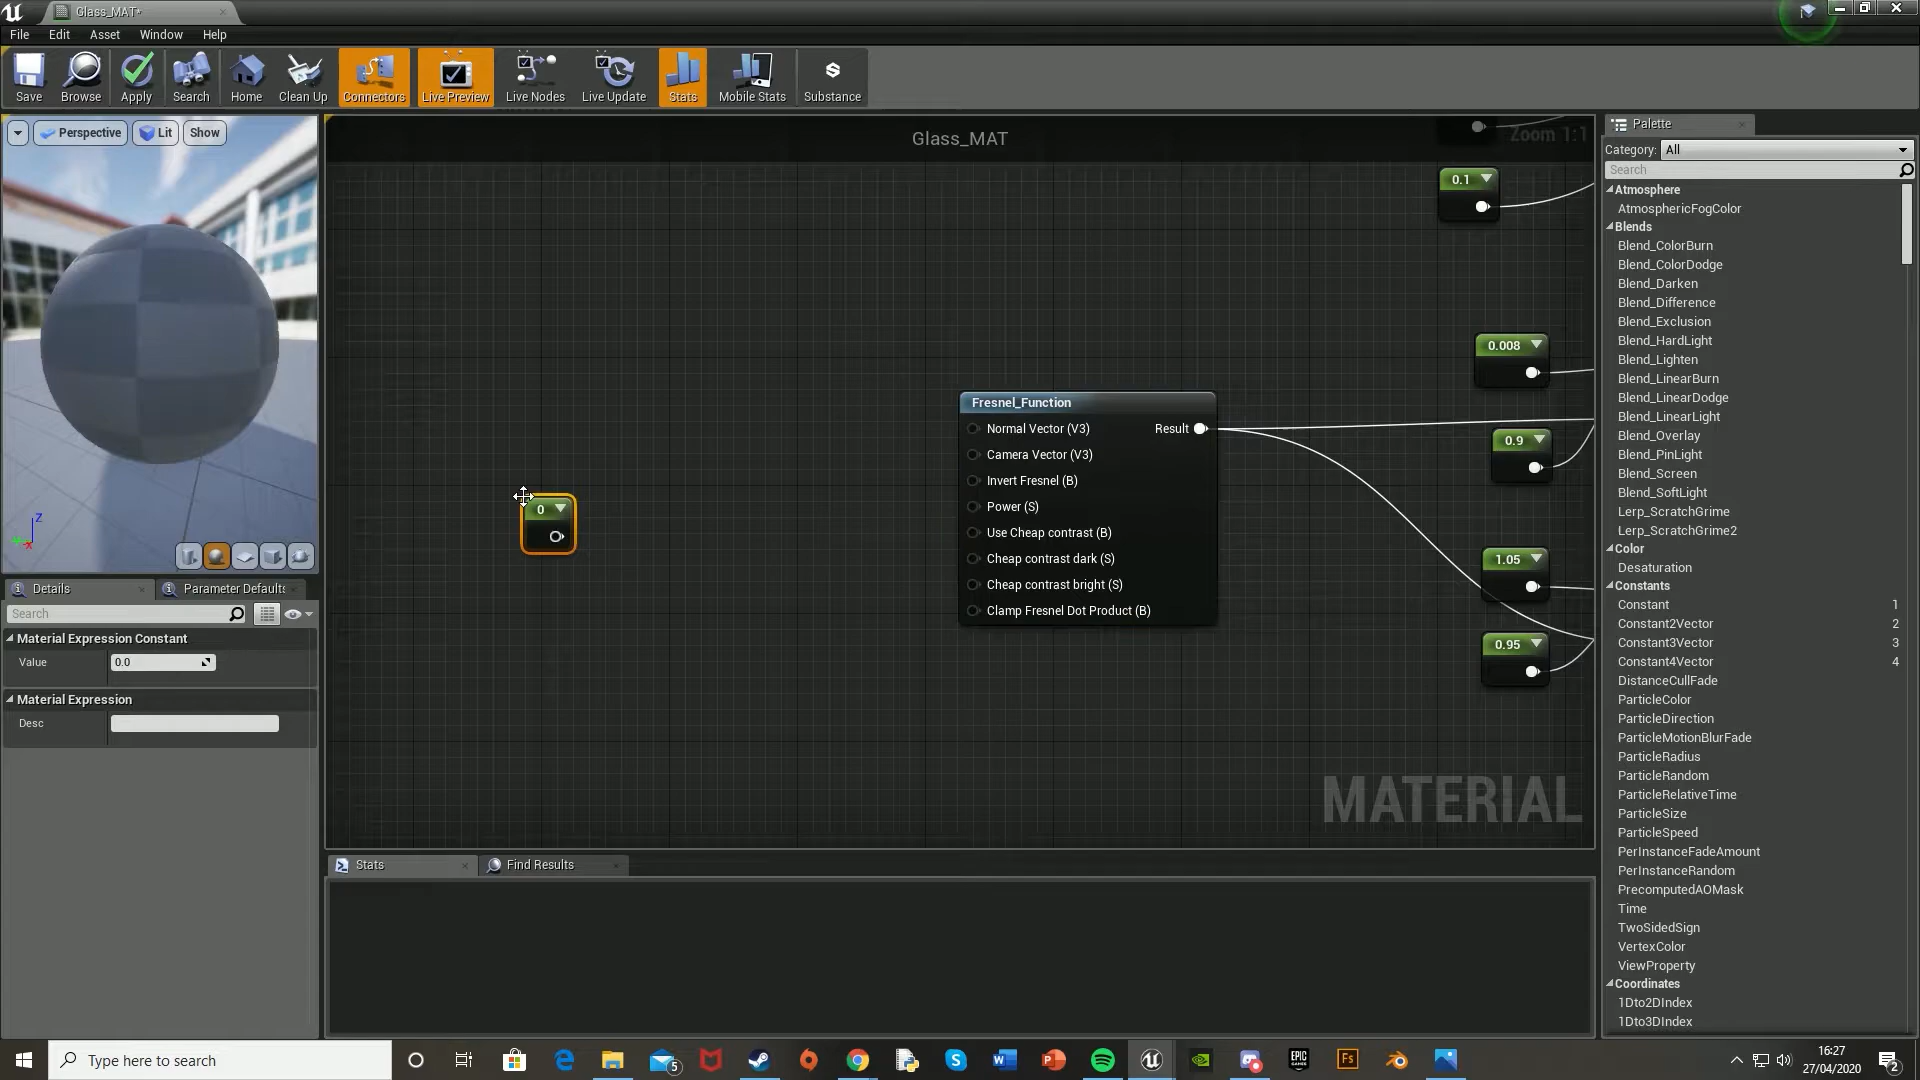 Glass_MAT*
File Edit Asset Window Help
Save Browse Apply Search Home Clean Up Connectors Live Preview Live Nodes Live Update Stats Mobile Stats Substance
Perspective Lit Show
Glass_MAT
Zoom 1:1
0.1
0.008
0.9
1.05
0.95
0
Fresnel_Function
Normal Vector (V3) Result
Camera Vector (V3)
Invert Fresnel (B)
Power (S)
Use Cheap contrast (B)
Cheap contrast dark (S)
Cheap contrast bright (S)
Clamp Fresnel Dot Product (B)
MATERIAL
Z
X
Details Parameter Defaults
Search
Material Expression Constant
Value 0.0
Material Expression
Desc
Stats Find Results
Palette
Category: All
Search
Atmosphere
AtmosphericFogColor
Blends
Blend_ColorBurn
Blend_ColorDodge
Blend_Darken
Blend_Difference
Blend_Exclusion
Blend_HardLight
Blend_Lighten
Blend_LinearBurn
Blend_LinearDodge
Blend_LinearLight
Blend_Overlay
Blend_PinLight
Blend_Screen
Blend_SoftLight
Lerp_ScratchGrime
Lerp_ScratchGrime2
Color
Desaturation
Constants
Constant 1
Constant2Vector 2
Constant3Vector 3
Constant4Vector 4
DistanceCullFade
ParticleColor
ParticleDirection
ParticleMotionBlurFade
ParticleRadius
ParticleRandom
ParticleRelativeTime
ParticleSize
ParticleSpeed
PerInstanceFadeAmount
PerInstanceRandom
PrecomputedAOMask
Time
TwoSidedSign
VertexColor
ViewProperty
Coordinates
1Dto2DIndex
1Dto3DIndex
Type here to search
5
EPIC GAMES
Fs
16:27
27/04/2020
2